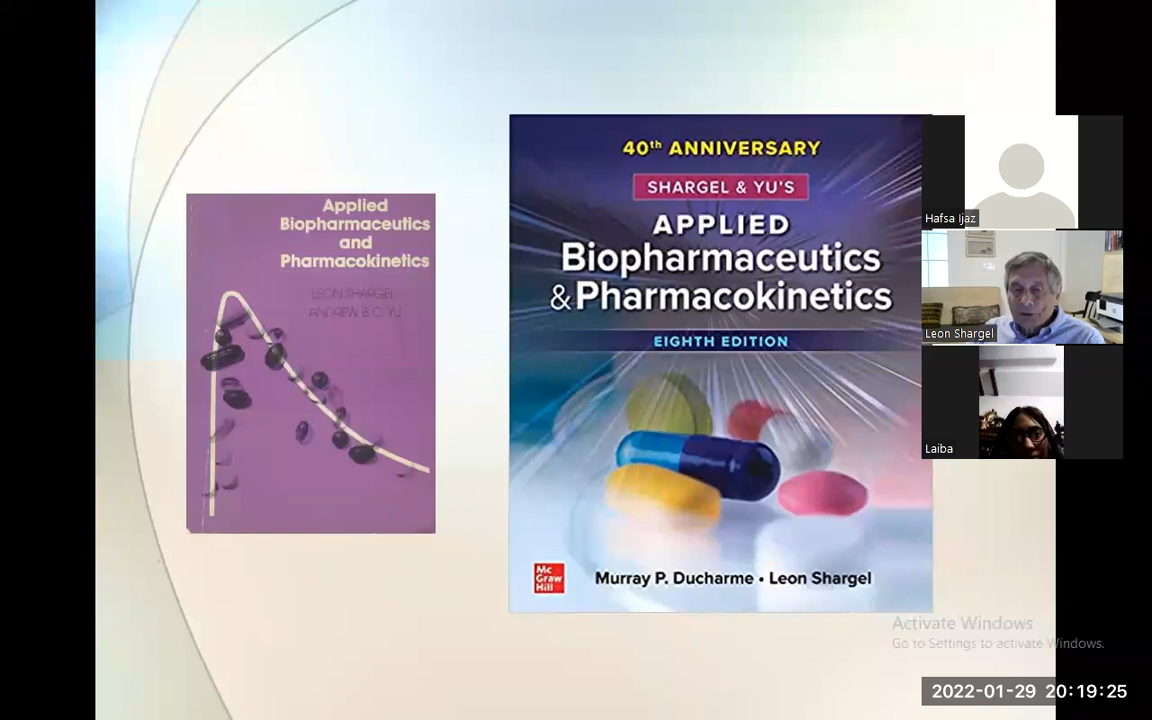 Applied
Biopharmaceutics
and
Pharmacokinetics
LEON SHARGEL
ANDREW B.C. YU
40th ANNIVERSARY
SHARGEL & YU'S
APPLIED
Biopharmaceutics
& Pharmacokinetics
EIGHTH EDITION
Mc
Graw
Hill
Murray P. Ducharme • Leon Shargel
Hafsa Ijaz
Leon Shargel
Laiba
Activate Windows
Go to Settings to activate Windows.
2022-01-29 20:19:25